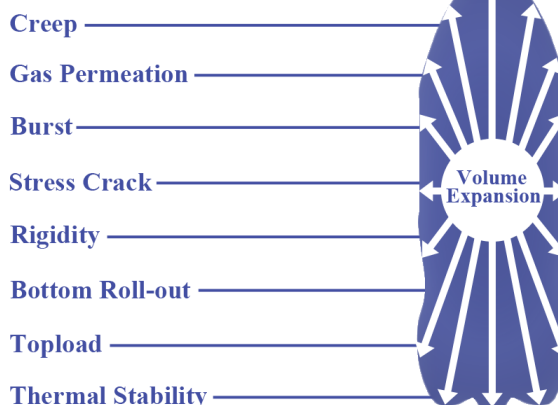 Creep
Gas Permeation
Burst
Stress Crack
Volume
Expansion
Rigidity
Bottom Roll-out
Topload
Thermal Stability